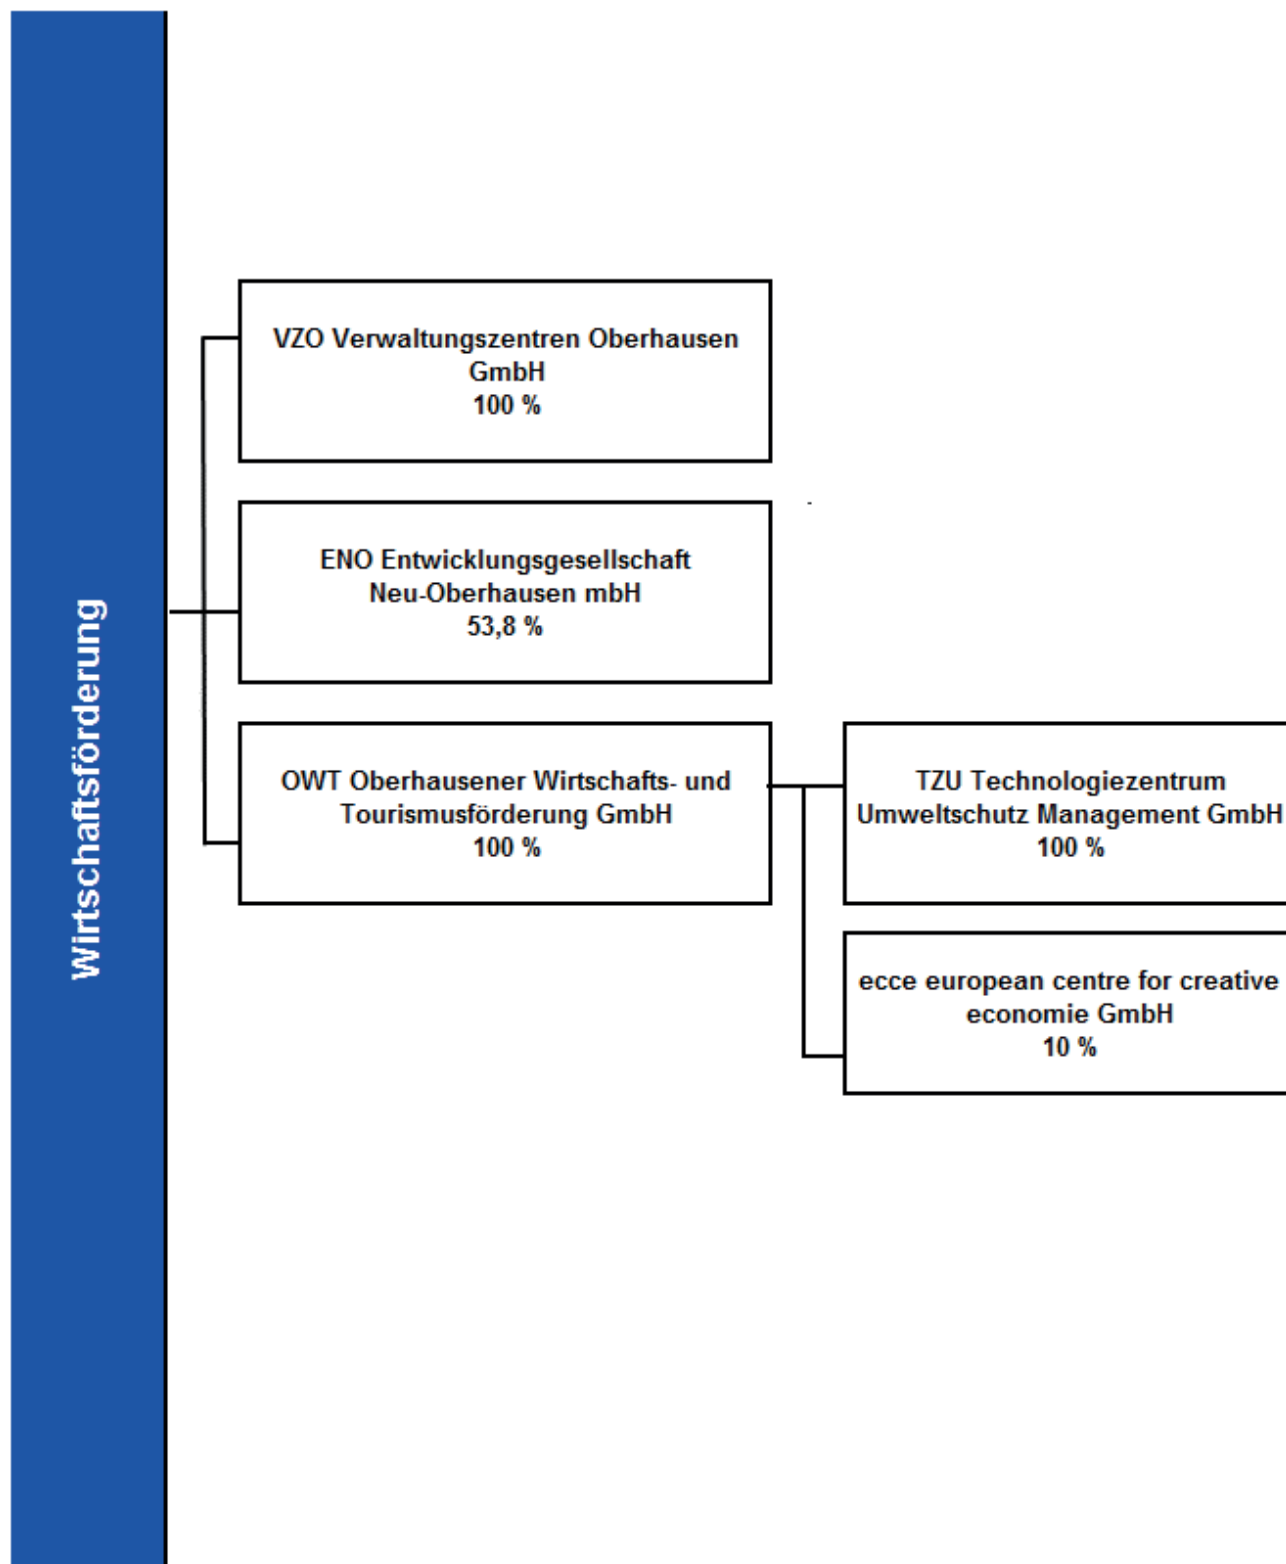 Wirtschaftsförderung
VZO Verwaltungszentren Oberhausen
GmbH
100 %
ENO Entwicklungsgesellschaft
Neu-Oberhausen mbH
53,8 %
OWT Oberhausener Wirtschafts- und
Tourismusförderung GmbH
100 %
TZU Technologiezentrum
Umweltschutz Management GmbH
100 %
ecce european centre for creative
economie GmbH
10 %